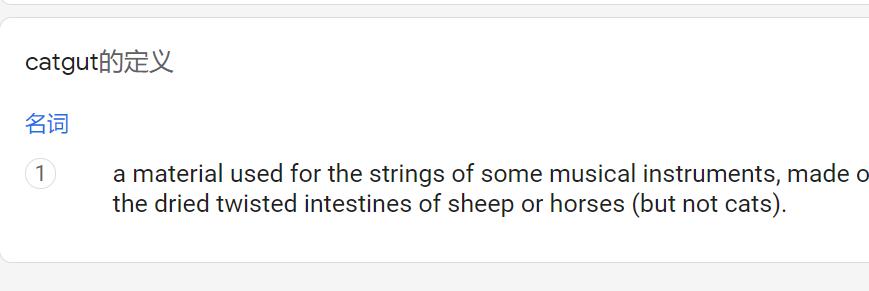 catgut的定义
名词
1
a material used for the strings of some musical instruments, made o
the dried twisted intestines of sheep or horses (but not cats).